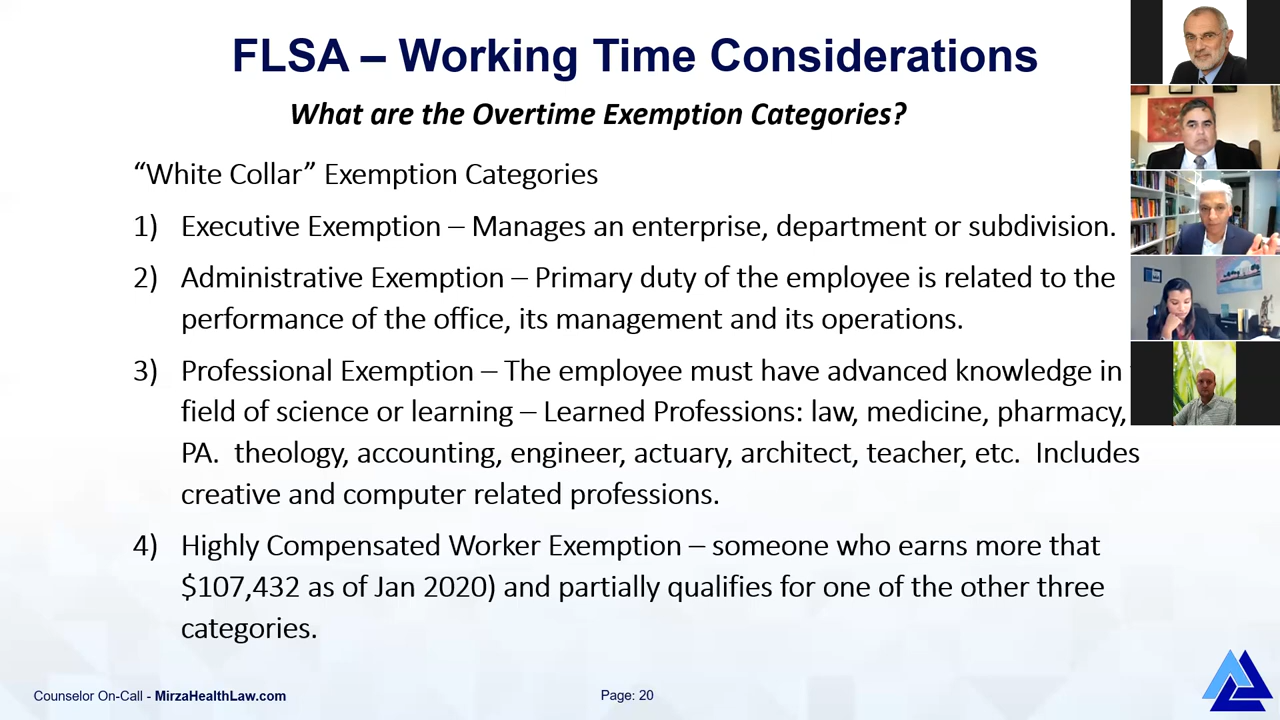 FLSA – Working Time Considerations
What are the Overtime Exemption Categories?
“White Collar” Exemption Categories
1) Executive Exemption – Manages an enterprise, department or subdivision.
2) Administrative Exemption – Primary duty of the employee is related to the
performance of the office, its management and its operations.
3) Professional Exemption – The employee must have advanced knowledge in
field of science or learning – Learned Professions: law, medicine, pharmacy,
PA. theology, accounting, engineer, actuary, architect, teacher, etc. Includes
creative and computer related professions.
4) Highly Compensated Worker Exemption – someone who earns more that
$107,432 as of Jan 2020) and partially qualifies for one of the other three
categories.
Counselor On-Call - MirzaHealthLaw.com
Page: 20